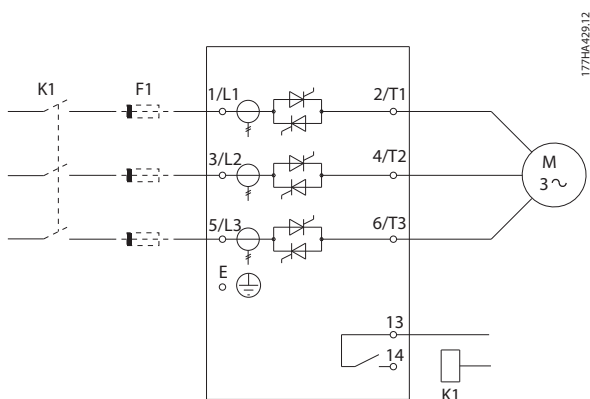 177HA429.12
K1 F1
1/L1 2/T1
3/L2 4/T2
5/L3 6/T3
M
3~
E
13
14
K1